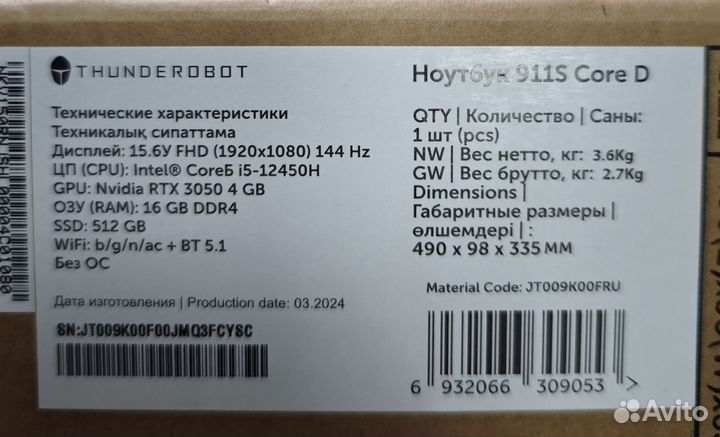 THUNDEROBOT
Технические характеристики
Техникалық сипаттама
Дисплей: 15.6У FHD (1920x1080) 144 Hz
ЦП (CPU): Intel® CoreБ i5-12450H
GPU: Nvidia RTX 3050 4 GB
ОЗУ (RAM): 16 GB DDR4
SSD: 512 GB
WiFi: b/g/n/ac + BT 5.1
Без ОС
Дата изготовления | Production date: 03.2024
SN:JT009K00F00JMQ3FCYSC
Ноутбук 911S Core D
QTY | Количество | Саны:
1 шт (pcs)
NW | Вес нетто, кг: 3.6Kg
GW | Вес брутто, кг: 2.7Kg
Dimensions |
Габаритные размеры |
өлшемдері | :
490 x 98 x 335 ММ
Material Code: JT009K00FRU
6 932066 309053 >
Avito